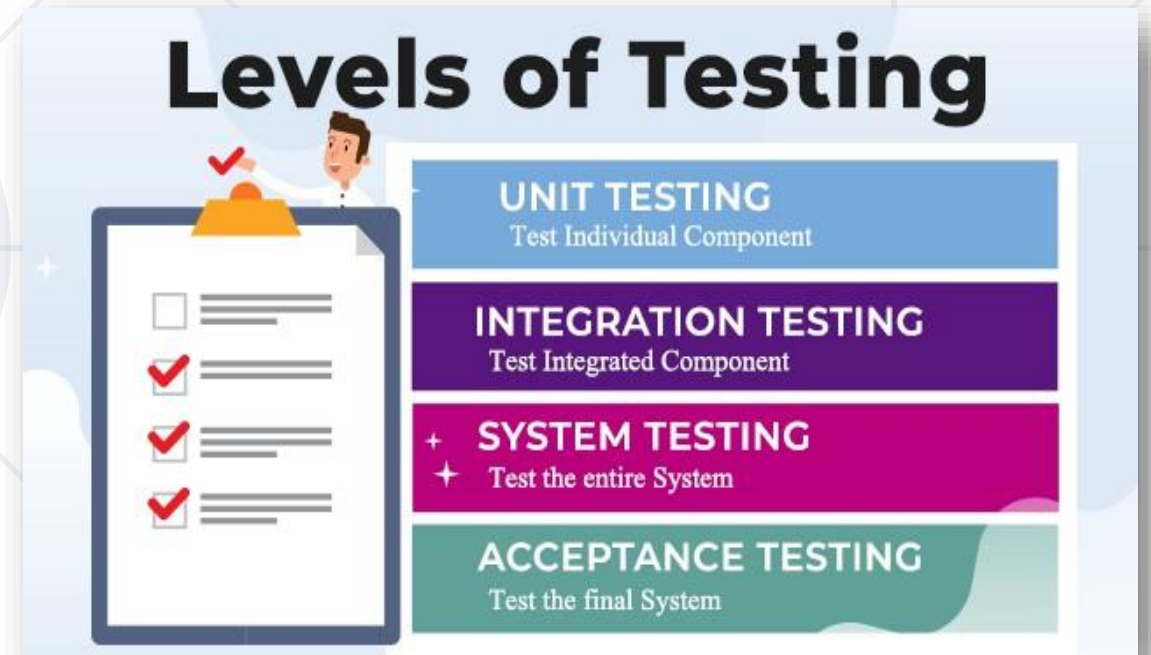 Levels of Testing
UNIT TESTING
Test Individual Component
INTEGRATION TESTING
Test Integrated Component
SYSTEM TESTING
Test the entire System
ACCEPTANCE TESTING
Test the final System